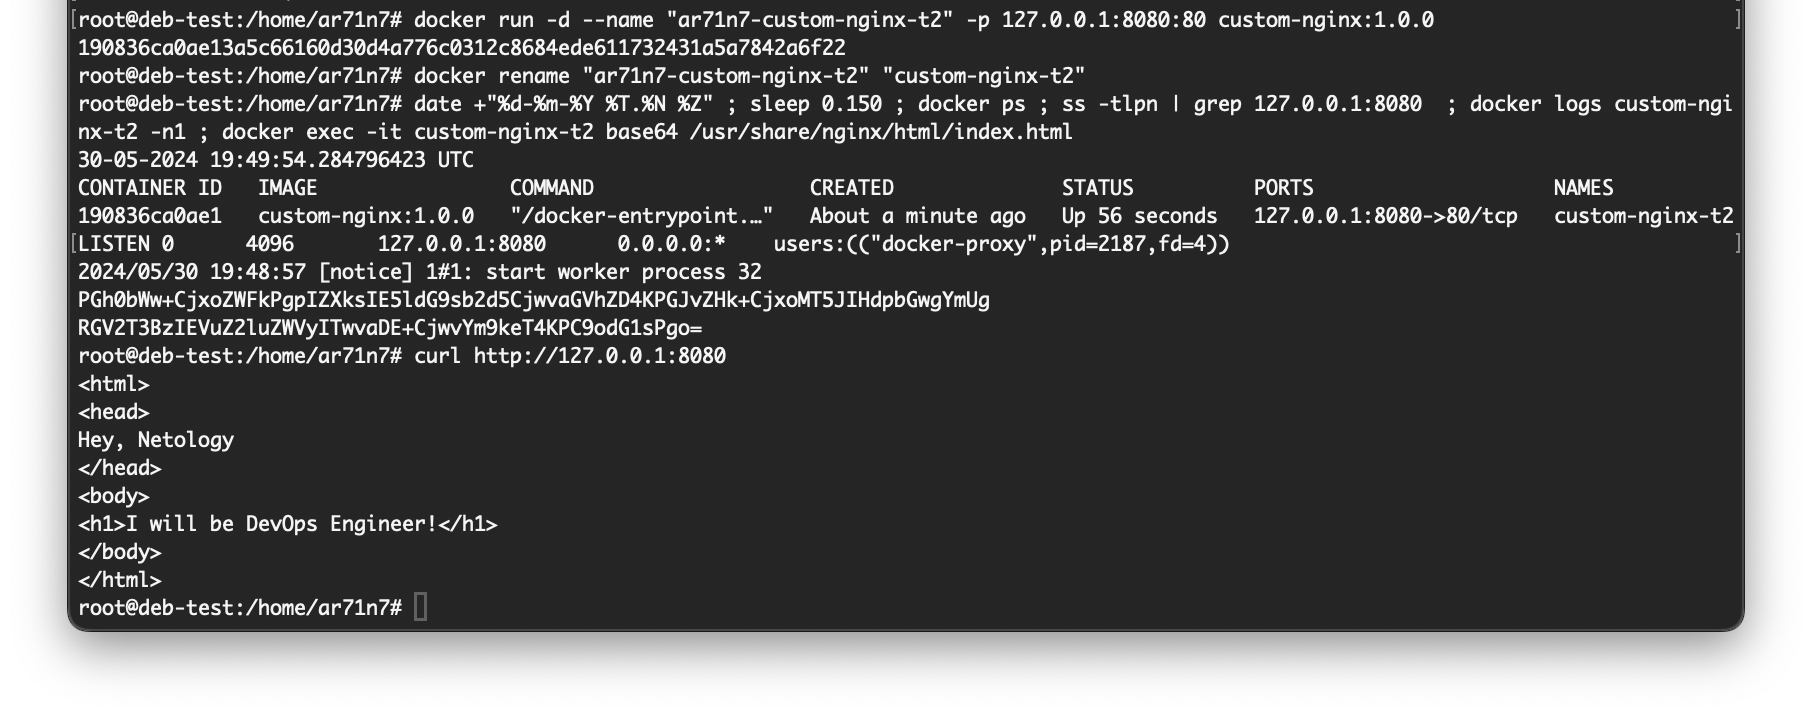 [root@deb-test:/home/ar71n7# docker run -d --name "ar71n7-custom-nginx-t2" -p 127.0.0.1:8080:80 custom-nginx:1.0.0 ]
190836ca0ae13a5c66160d30d4a776c0312c8684ede611732431a5a7842a6f22
root@deb-test:/home/ar71n7# docker rename "ar71n7-custom-nginx-t2" "custom-nginx-t2"
root@deb-test:/home/ar71n7# date +"%d-%m-%Y %T.%N %Z" ; sleep 0.150 ; docker ps ; ss -tlpn | grep 127.0.0.1:8080  ; docker logs custom-ngi
nx-t2 -n1 ; docker exec -it custom-nginx-t2 base64 /usr/share/nginx/html/index.html
30-05-2024 19:49:54.284796423 UTC
CONTAINER ID   IMAGE                COMMAND                  CREATED              STATUS          PORTS                    NAMES
190836ca0ae1   custom-nginx:1.0.0   "/docker-entrypoint.…"   About a minute ago   Up 56 seconds   127.0.0.1:8080->80/tcp   custom-nginx-t2
[LISTEN 0      4096       127.0.0.1:8080      0.0.0.0:*    users:(("docker-proxy",pid=2187,fd=4)) ]
2024/05/30 19:48:57 [notice] 1#1: start worker process 32
PGh0bWw+CjxoZWFkPgpIZXksIE5ldG9sb2d5CjwvaGVhZD4KPGJvZHk+CjxoMT5JIHdpbGwgYmUg
RGV2T3BzIEVuZ2luZWVyITwvaDE+CjwvYm9keT4KPC9odG1sPgo=
root@deb-test:/home/ar71n7# curl http://127.0.0.1:8080
<html>
<head>
Hey, Netology
</head>
<body>
<h1>I will be DevOps Engineer!</h1>
</body>
</html>
root@deb-test:/home/ar71n7#